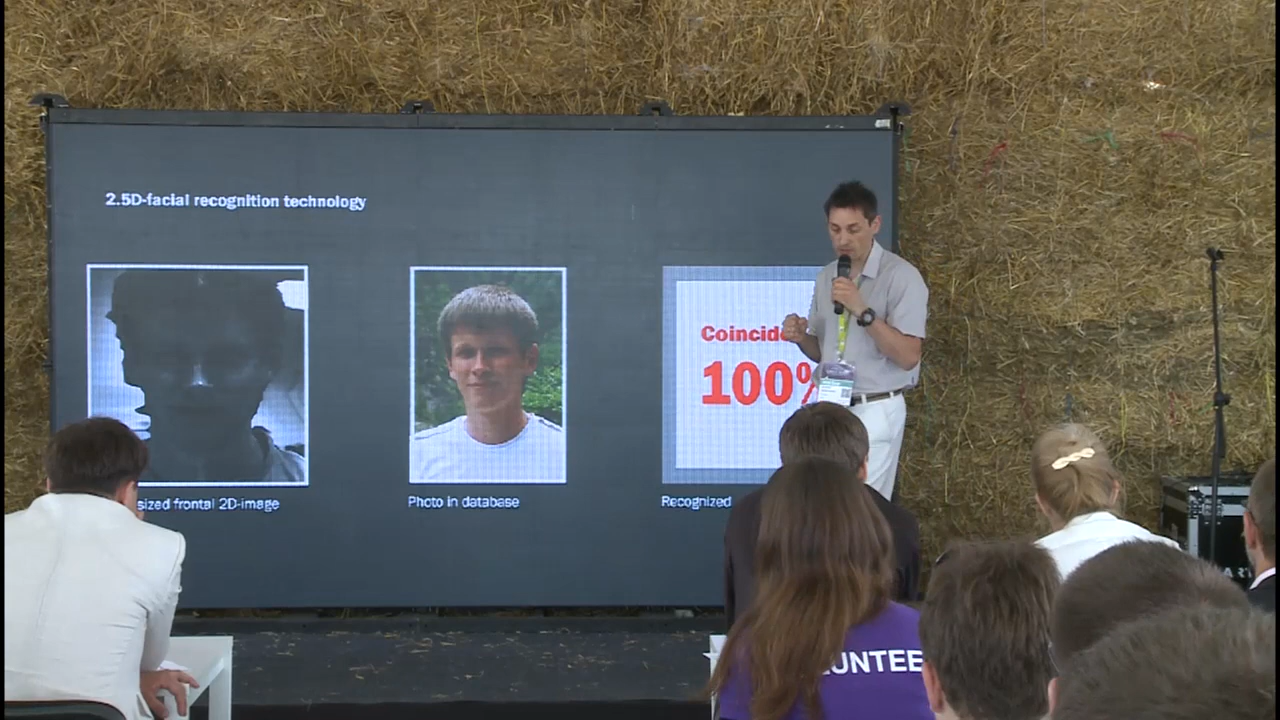 2.5D-facial recognition technology
Coincide
100%
sized frontal 2D-image
Photo in database
Recognized
UNTEE